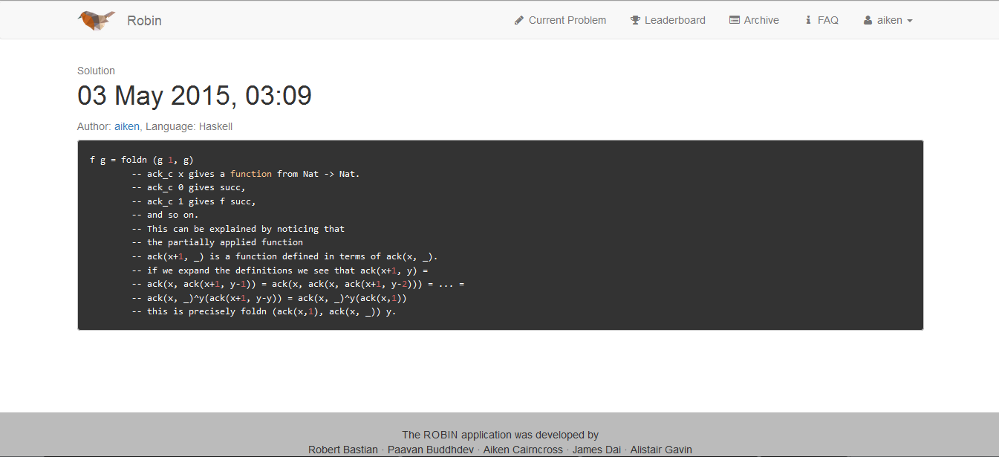 Robin
Current Problem
Leaderboard
Archive
FAQ
aiken
Solution
03 May 2015, 03:09
Author: aiken, Language: Haskell
f g = foldn (g 1, g)
-- ack_c x gives a function from Nat -> Nat.
-- ack_c 0 gives succ,
-- ack_c 1 gives f succ,
-- and so on.
-- This can be explained by noticing that
-- the partially applied function
-- ack(x+1, _) is a function defined in terms of ack(x, _).
-- if we expand the definitions we see that ack(x+1, y) =
-- ack(x, ack(x+1, y-1)) = ack(x, ack(x, ack(x+1, y-2))) = ... =
-- ack(x, _)^y(ack(x+1, y-y)) = ack(x, _)^y(ack(x,1))
-- this is precisely foldn (ack(x,1), ack(x, _)) y.
The ROBIN application was developed by
Robert Bastian · Paavan Buddhdev · Aiken Cairncross · James Dai · Alistair Gavin